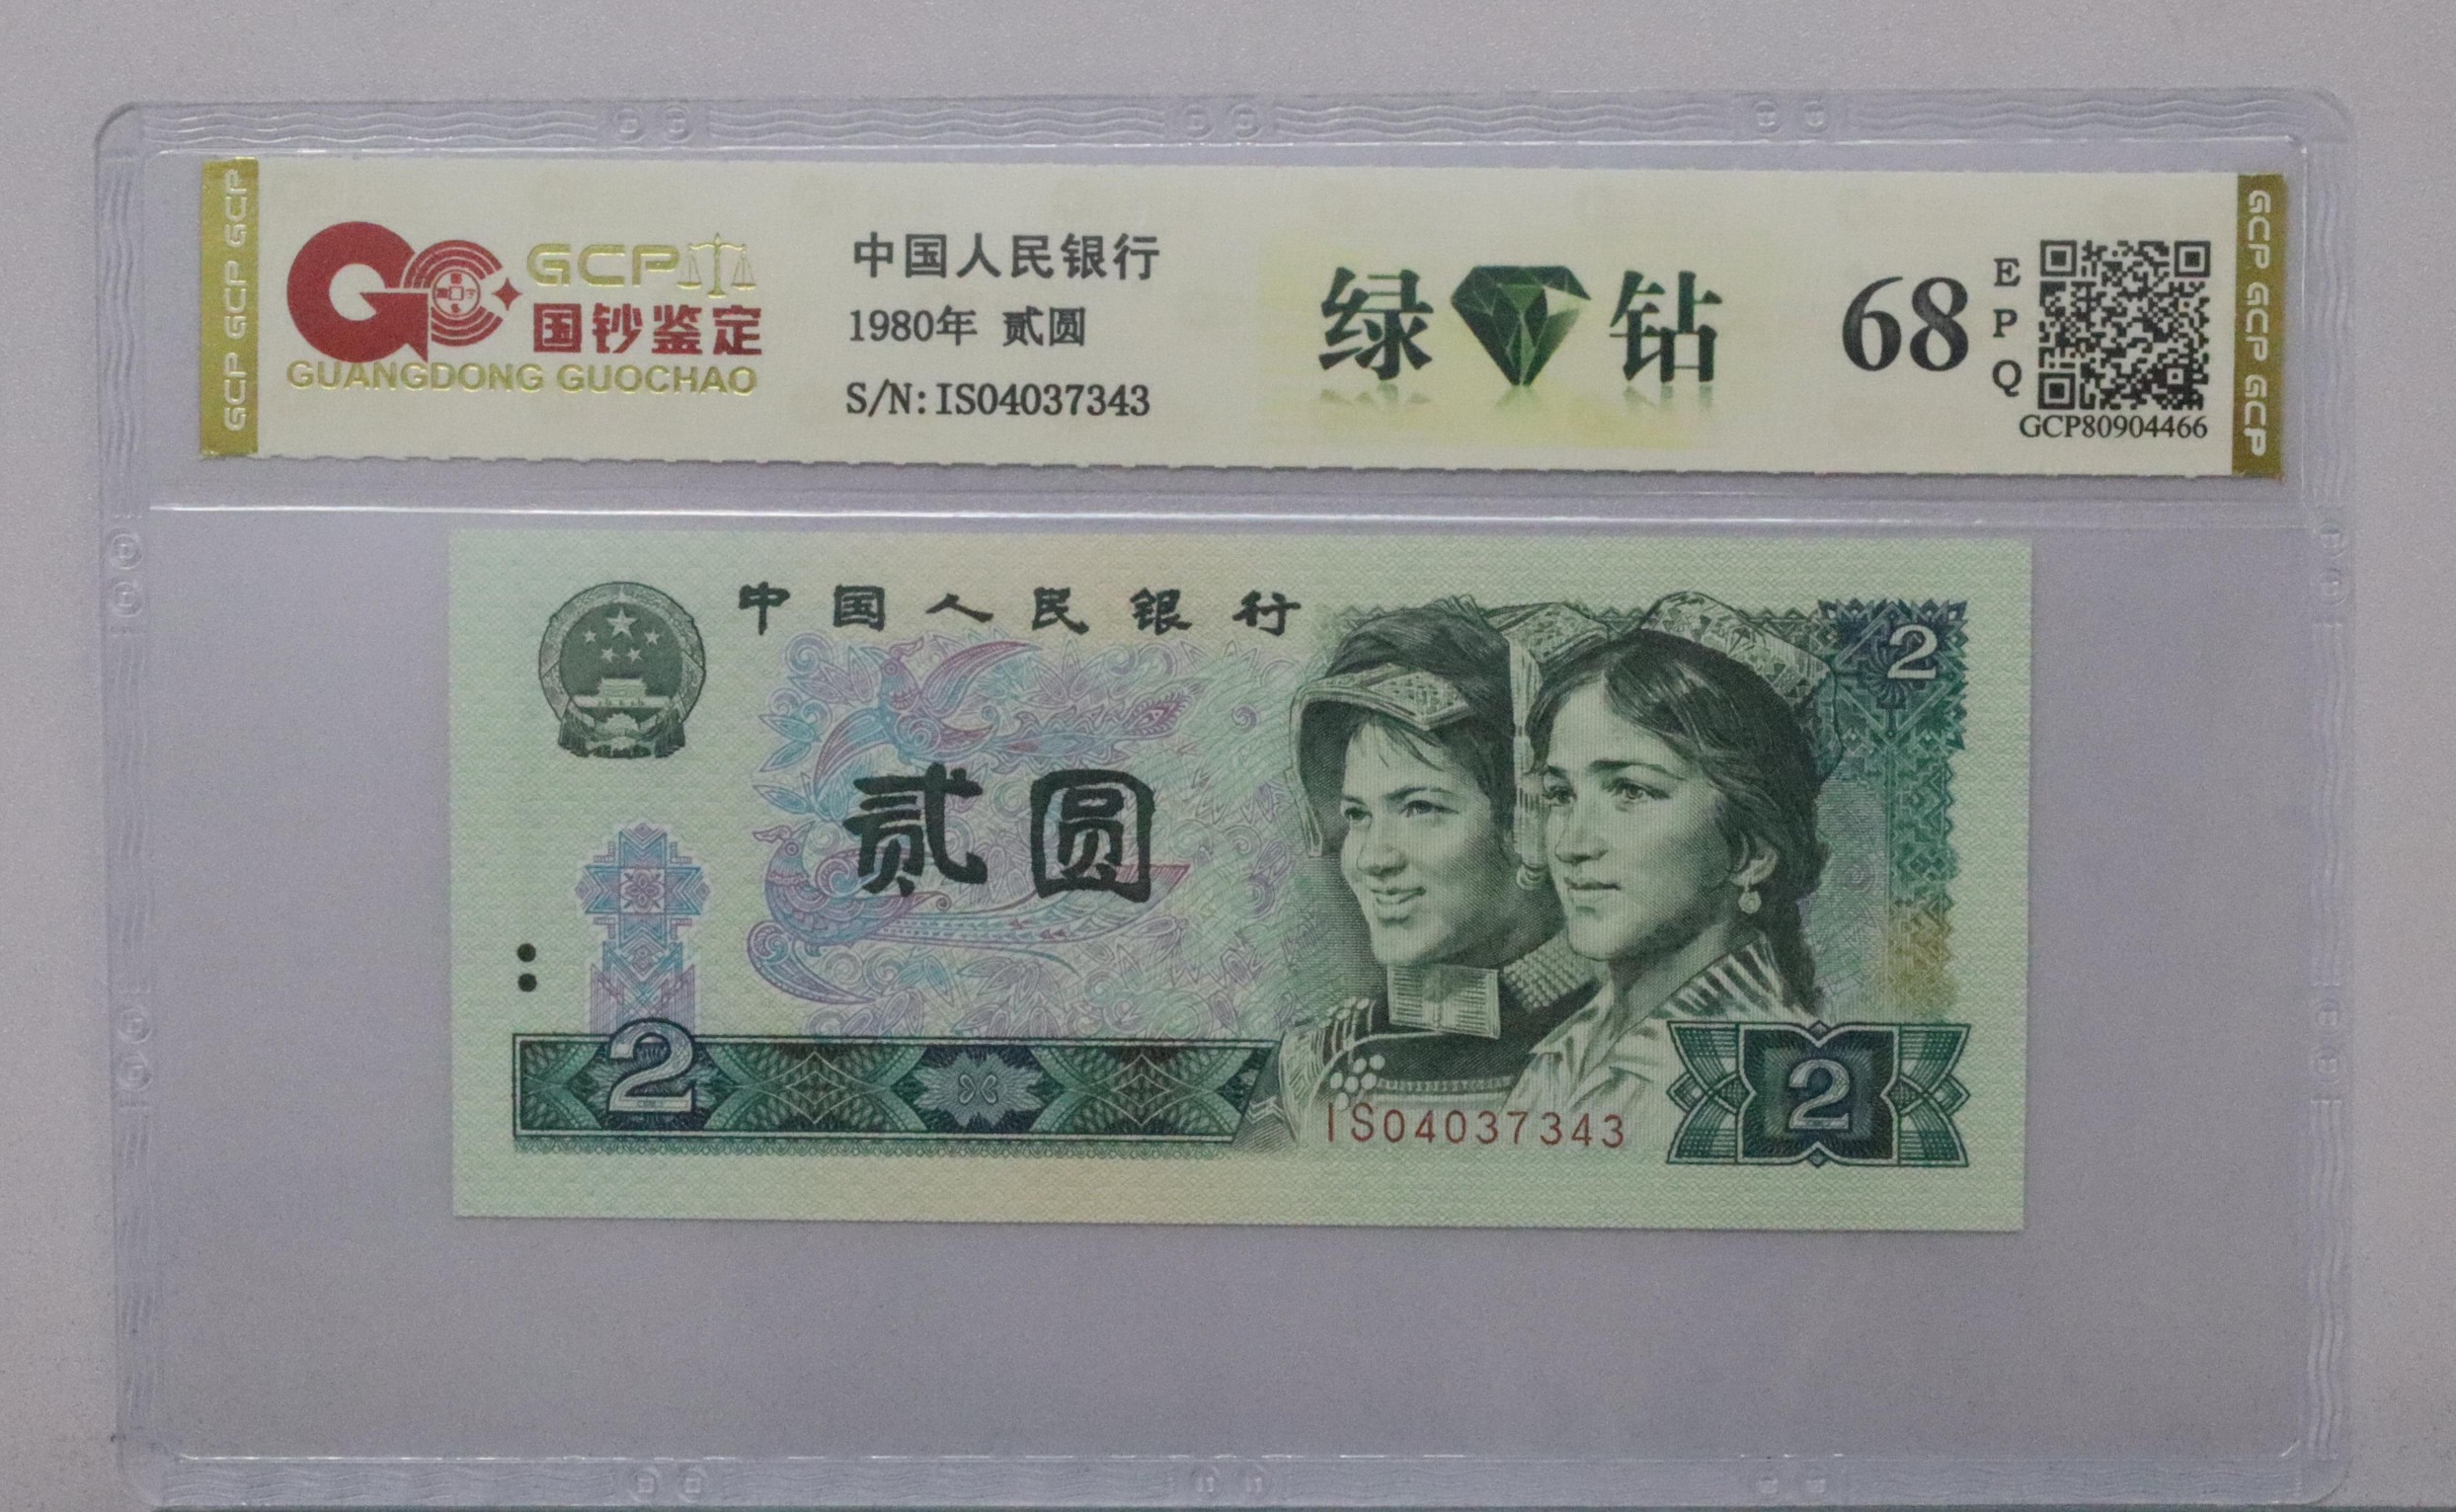 GCP GCP GCP
GCP
国钞鉴定
GUANGDONG GUOCHAO
中国人民银行
1980年 贰圆
S/N:IS04037343
绿钻
68
EPQ
GCP80904466
GCP GCP GCP
中国人民银行
2
贰圆
2
IS04037343
2